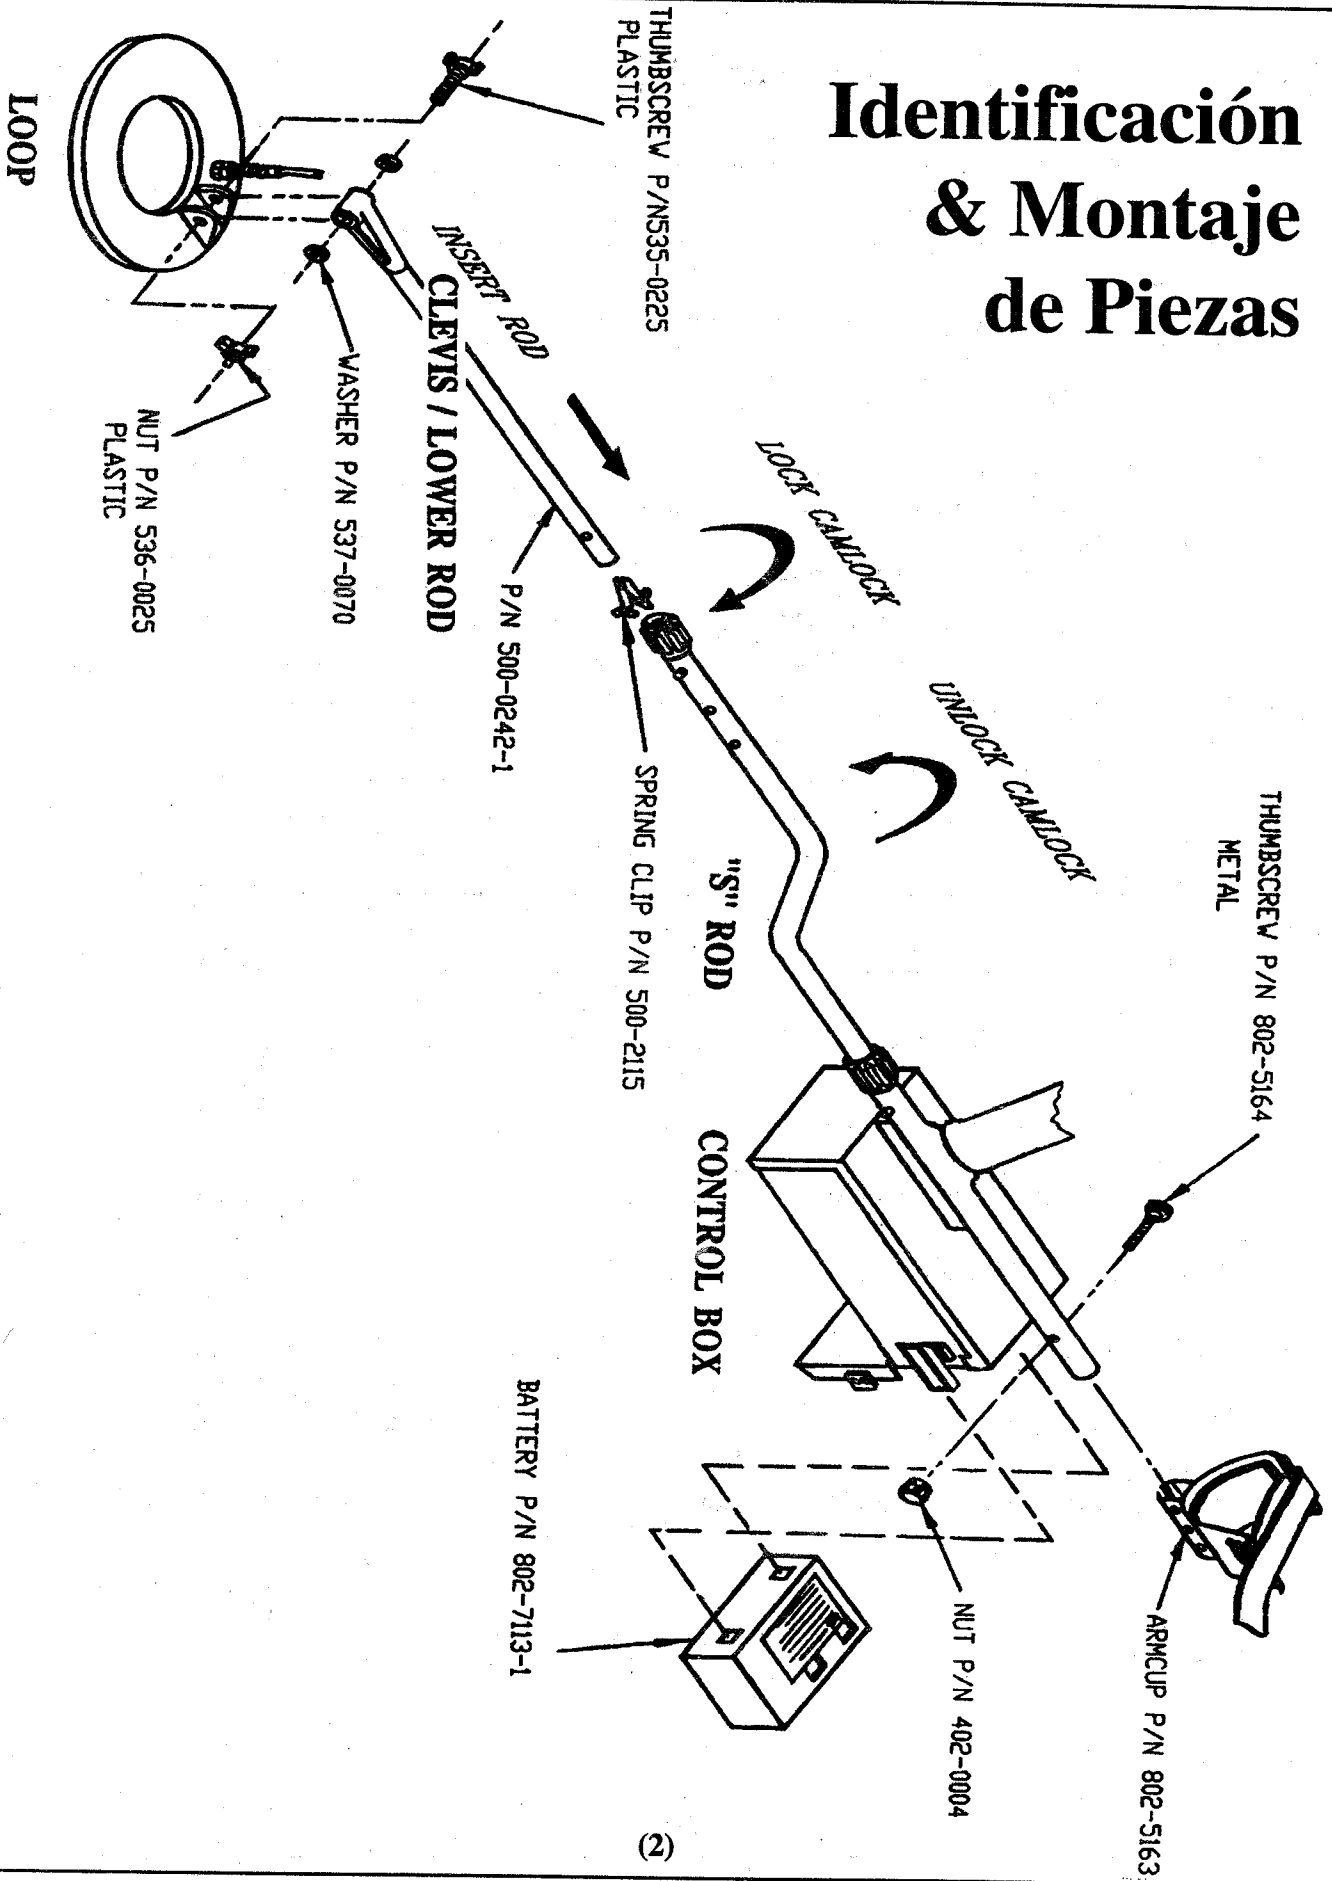 Identificación
& Montaje
de Piezas
THUMBSCREW P/N535-0225
PLASTIC
LOOP
INSERT ROD
CLEVIS / LOWER ROD
WASHER P/N 537-0070
NUT P/N 536-0025
PLASTIC
P/N 500-0242-1
LOCK CAMLOCK
UNLOCK CAMLOCK
SPRING CLIP P/N 500-2115
"S" ROD
THUMBSCREW P/N 802-5164
METAL
CONTROL BOX
BATTERY P/N 802-7113-1
NUT P/N 402-0004
ARMCUP P/N 802-5163
(2)